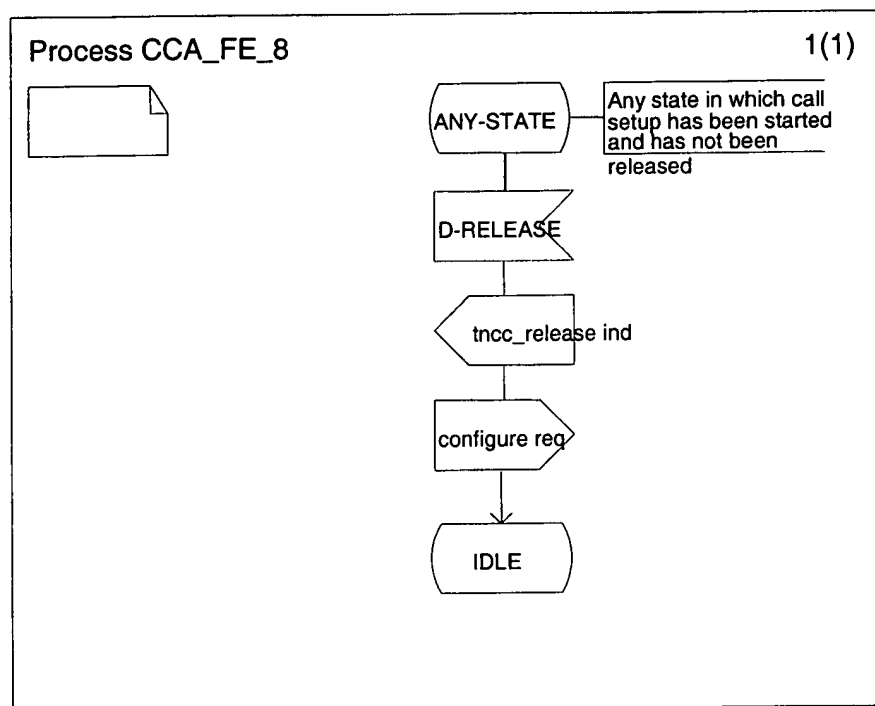 Process CCA_FE_8
1(1)
ANY-STATE
Any state in which call
setup has been started
and has not been
released
D-RELEASE
tncc_release ind
configure req
IDLE